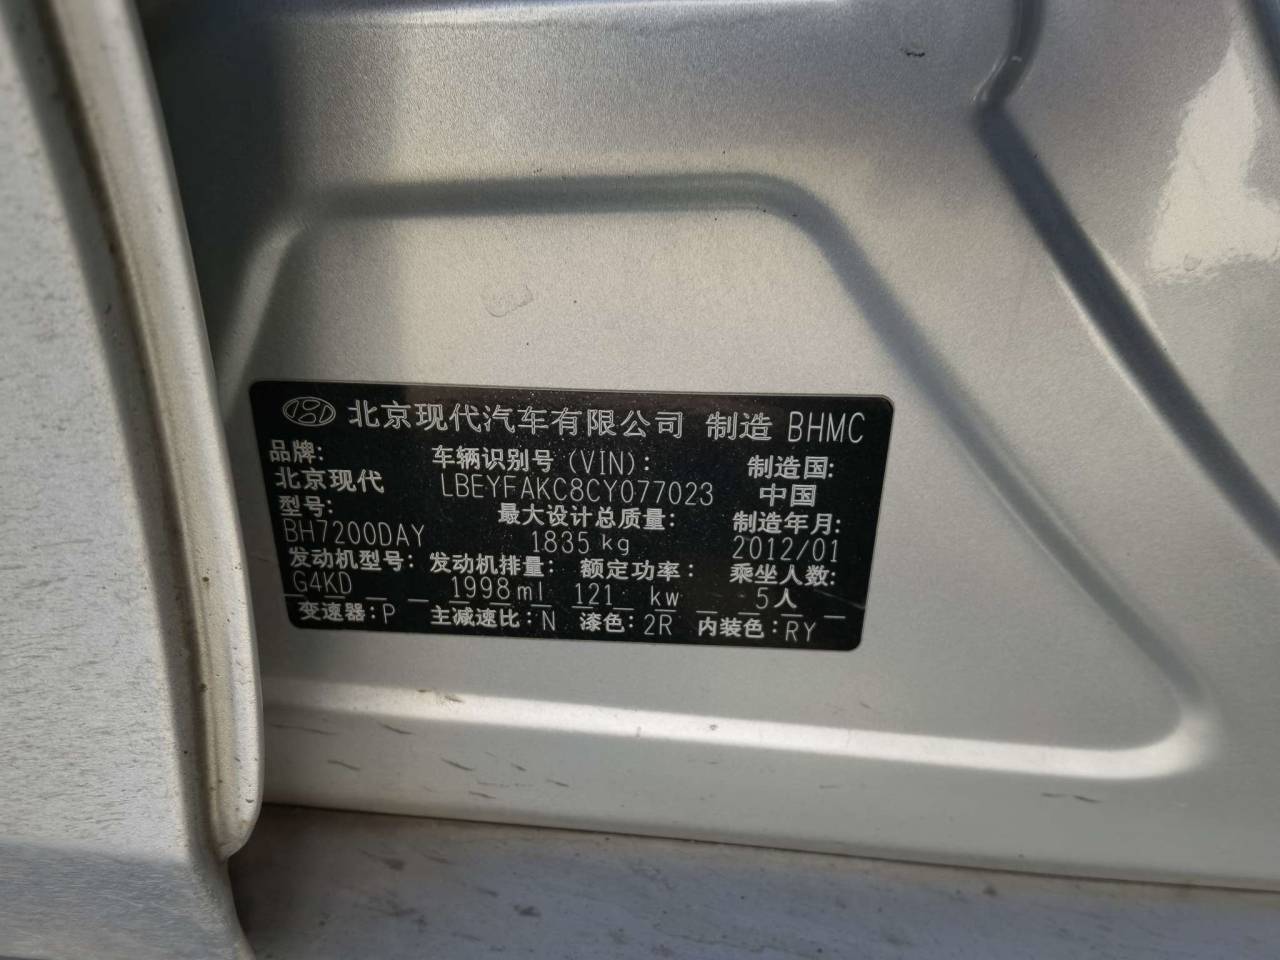 北京现代汽车有限公司 制造 BHMC
品牌: 车辆识别号(VIN): 制造国:
北京现代 LBEYFAKC8CY077023 中国
型号: 最大设计总质量: 制造年月:
BH7200DAY 1835kg 2012/01
发动机型号: 发动机排量: 额定功率: 乘坐人数:
G4KD 1998ml 121 kw 5人
变速器:P 主减速比:N 漆色:2R 内装色:RY